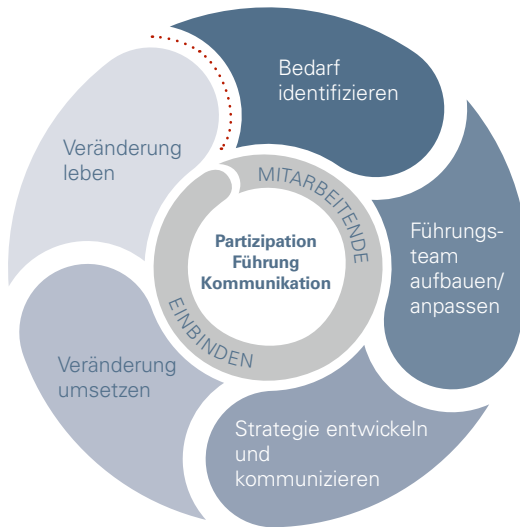 Bedarf
identifizieren
Führungs-
team
aufbauen/
anpassen
Strategie entwickeln
und
kommunizieren
Veränderung
umsetzen
Veränderung
leben
MITARBEITENDE
EINBINDEN
Partizipation
Führung
Kommunikation